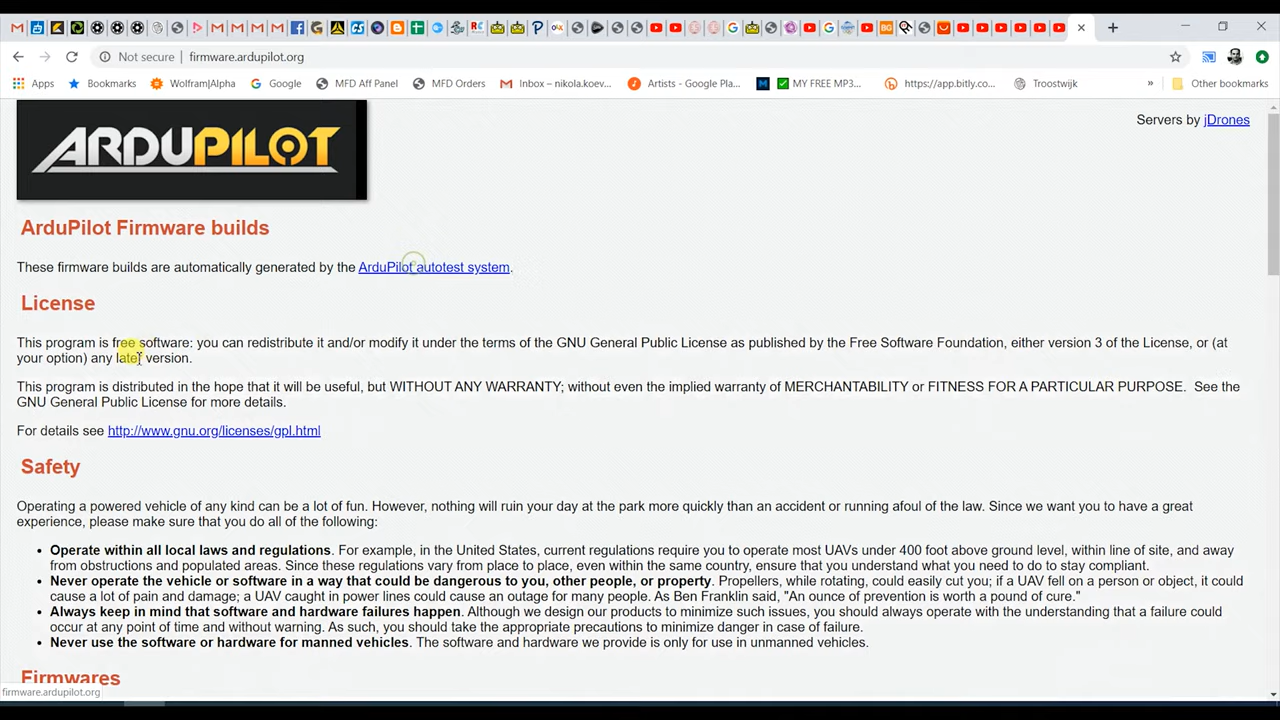 Not secure | firmware.ardupilot.org
Apps Bookmarks Wolfram|Alpha Google MFD Aff Panel MFD Orders Inbox – nikola.koev... Artists - Google Pla... MY FREE MP3... https://app.bitly.co... Troostwijk » Other bookmarks
ARDUPILOT
Servers by jDrones
ArduPilot Firmware builds
These firmware builds are automatically generated by the ArduPilot autotest system.
License
This program is free software: you can redistribute it and/or modify it under the terms of the GNU General Public License as published by the Free Software Foundation, either version 3 of the License, or (at
your option) any later version.
This program is distributed in the hope that it will be useful, but WITHOUT ANY WARRANTY; without even the implied warranty of MERCHANTABILITY or FITNESS FOR A PARTICULAR PURPOSE. See the
GNU General Public License for more details.
For details see http://www.gnu.org/licenses/gpl.html
Safety
Operating a powered vehicle of any kind can be a lot of fun. However, nothing will ruin your day at the park more quickly than an accident or running afoul of the law. Since we want you to have a great
experience, please make sure that you do all of the following:
• Operate within all local laws and regulations. For example, in the United States, current regulations require you to operate most UAVs under 400 foot above ground level, within line of site, and away
from obstructions and populated areas. Since these regulations vary from place to place, even within the same country, ensure that you understand what you need to do to stay compliant.
• Never operate the vehicle or software in a way that could be dangerous to you, other people, or property. Propellers, while rotating, could easily cut you; if a UAV fell on a person or object, it could
cause a lot of pain and damage; a UAV caught in power lines could cause an outage for many people. As Ben Franklin said, "An ounce of prevention is worth a pound of cure."
• Always keep in mind that software and hardware failures happen. Although we design our products to minimize such issues, you should always operate with the understanding that a failure could
occur at any point of time and without warning. As such, you should take the appropriate precautions to minimize danger in case of failure.
• Never use the software or hardware for manned vehicles. The software and hardware we provide is only for use in unmanned vehicles.
Firmwares
firmware.ardupilot.org